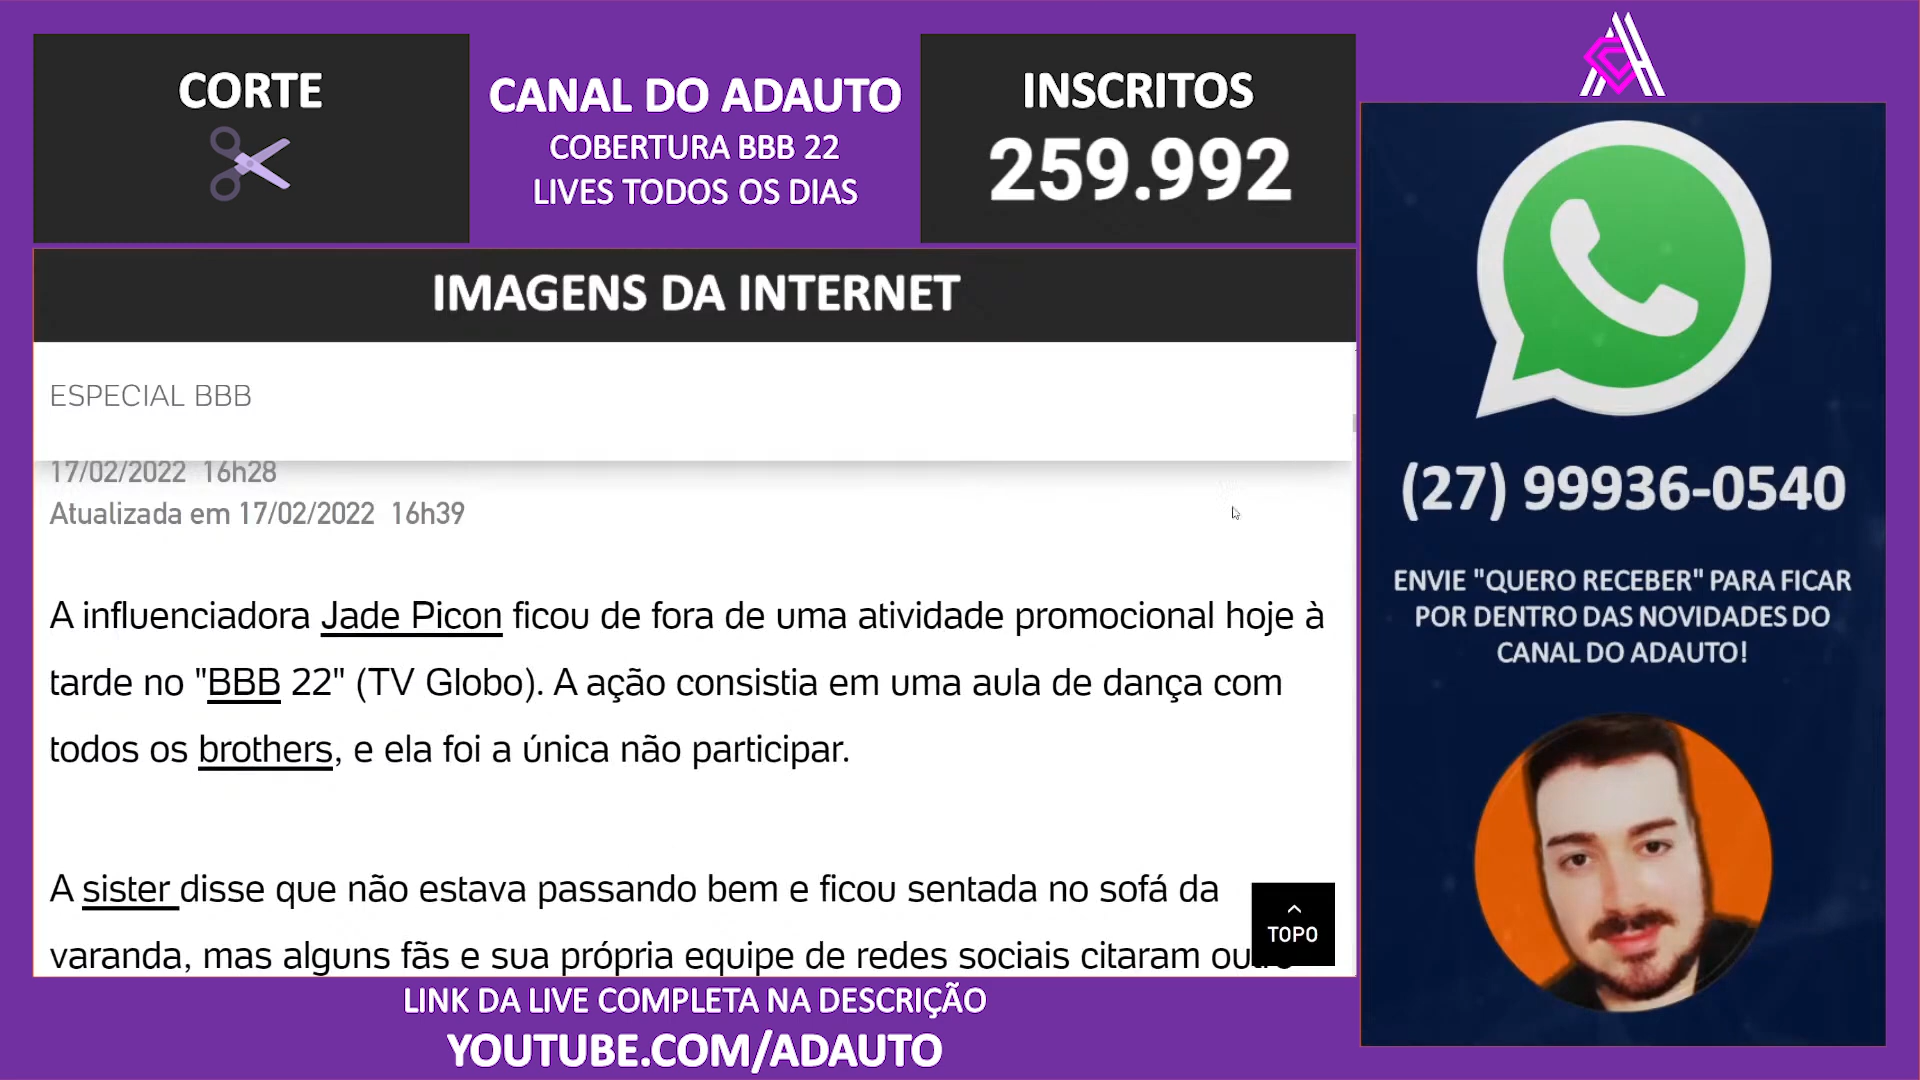 CORTE
CANAL DO ADAUTO
COBERTURA BBB 22
LIVES TODOS OS DIAS
INSCRITOS
259.992
IMAGENS DA INTERNET
ESPECIAL BBB
17/02/2022 16h28
Atualizada em 17/02/2022 16h39
A influenciadora Jade Picon ficou de fora de uma atividade promocional hoje à
tarde no "BBB 22" (TV Globo). A ação consistia em uma aula de dança com
todos os brothers, e ela foi a única não participar.
A sister disse que não estava passando bem e ficou sentada no sofá da
varanda, mas alguns fãs e sua própria equipe de redes sociais citaram
TOPO
LINK DA LIVE COMPLETA NA DESCRIÇÃO
YOUTUBE.COM/ADAUTO
(27) 99936-0540
ENVIE "QUERO RECEBER" PARA FICAR
POR DENTRO DAS NOVIDADES DO
CANAL DO ADAUTO!